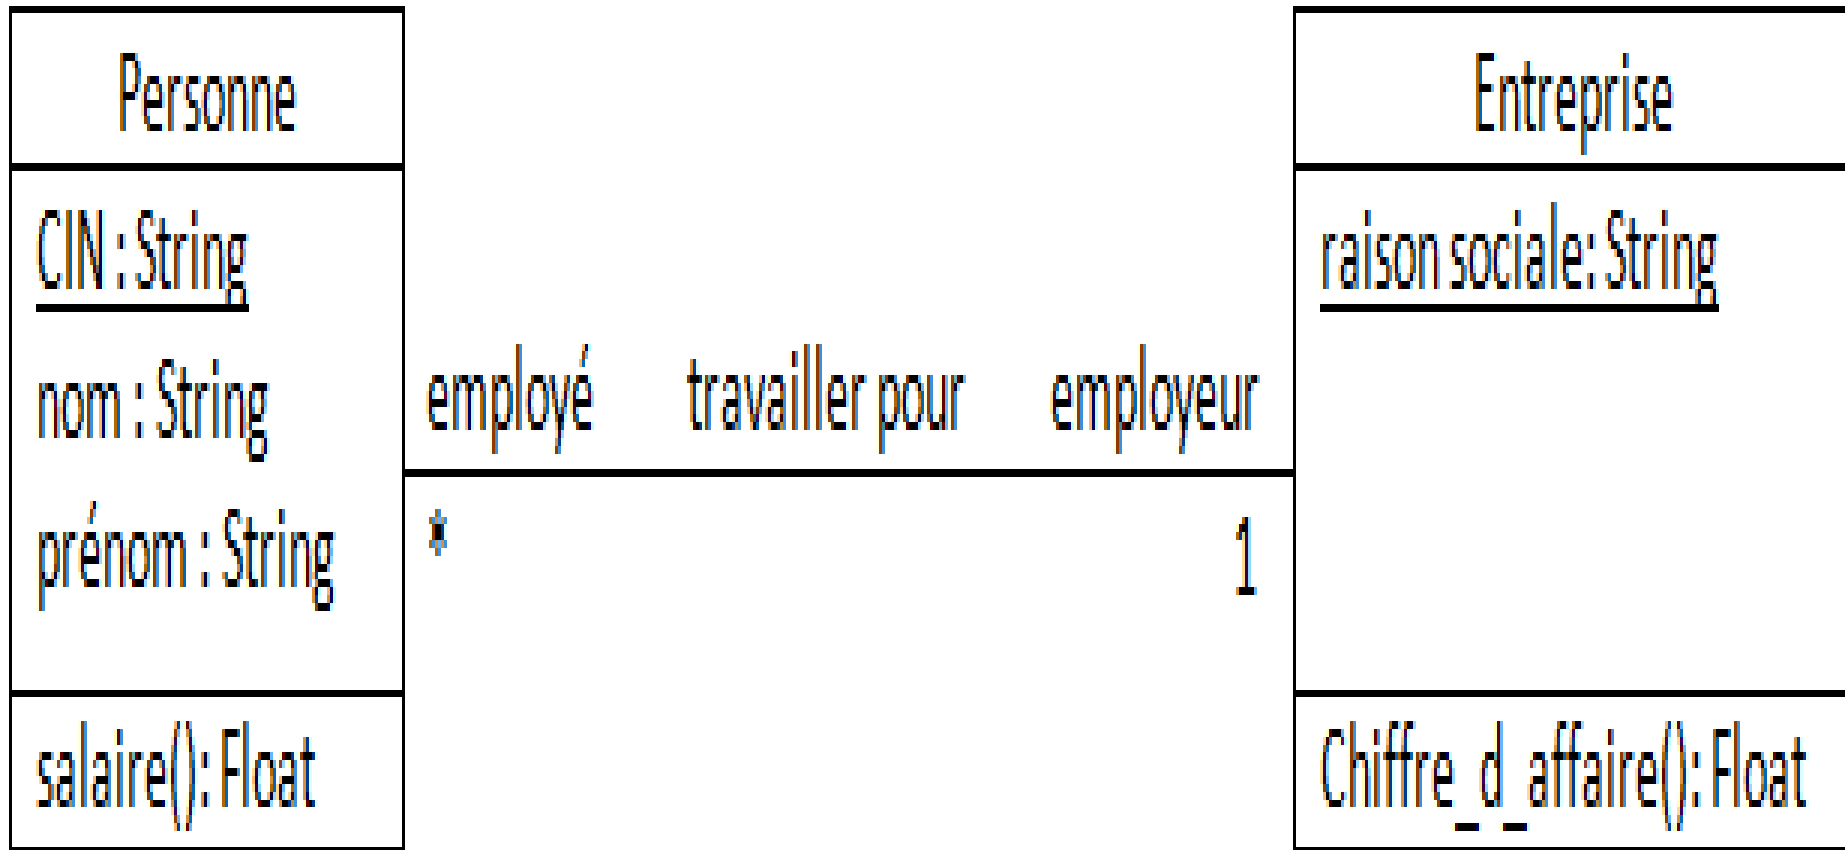 Personne
CIN : String
nom : String
prénom : String
salaire(): Float
employé travailler pour employeur
* 1
Entreprise
raison sociale: String
Chiffre_d_affaire(): Float